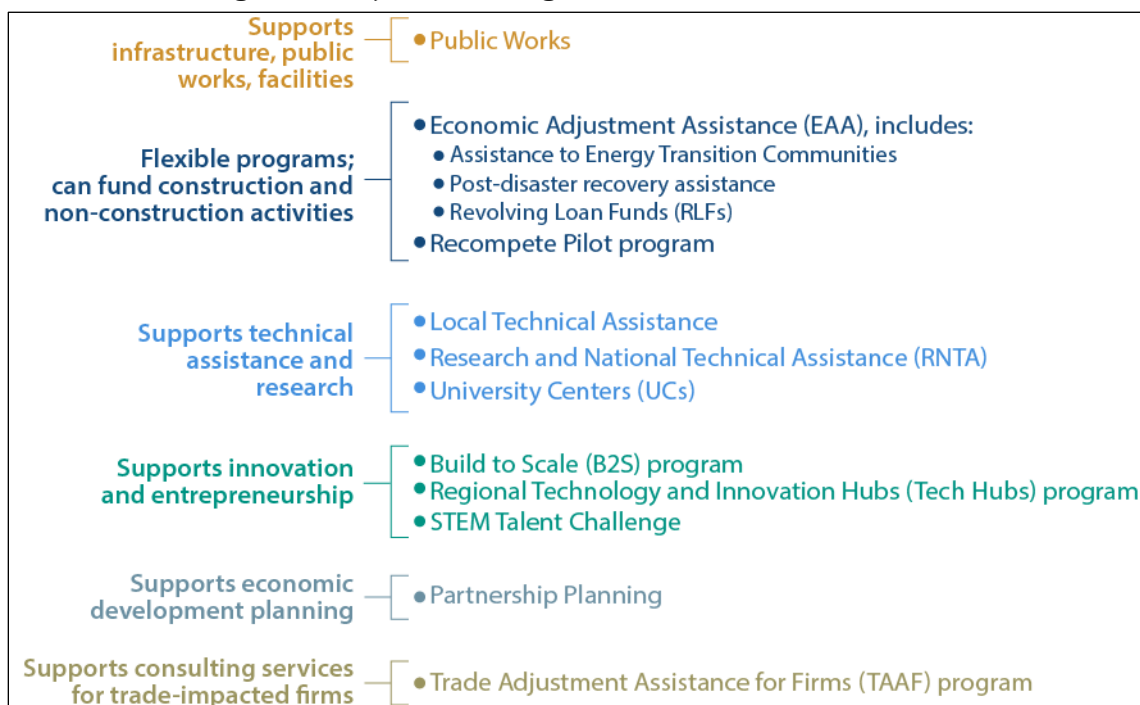 Supports
infrastructure, public
works, facilities
• Public Works
Flexible programs;
can fund construction and
non-construction activities
• Economic Adjustment Assistance (EAA), includes:
• Assistance to Energy Transition Communities
• Post-disaster recovery assistance
• Revolving Loan Funds (RLFs)
• Recompete Pilot program
Supports technical
assistance and
research
• Local Technical Assistance
• Research and National Technical Assistance (RNTA)
• University Centers (UCs)
Supports innovation
and entrepreneurship
• Build to Scale (B2S) program
• Regional Technology and Innovation Hubs (Tech Hubs) program
• STEM Talent Challenge
Supports economic
development planning
• Partnership Planning
Supports consulting services
for trade-impacted firms
• Trade Adjustment Assistance for Firms (TAAF) program